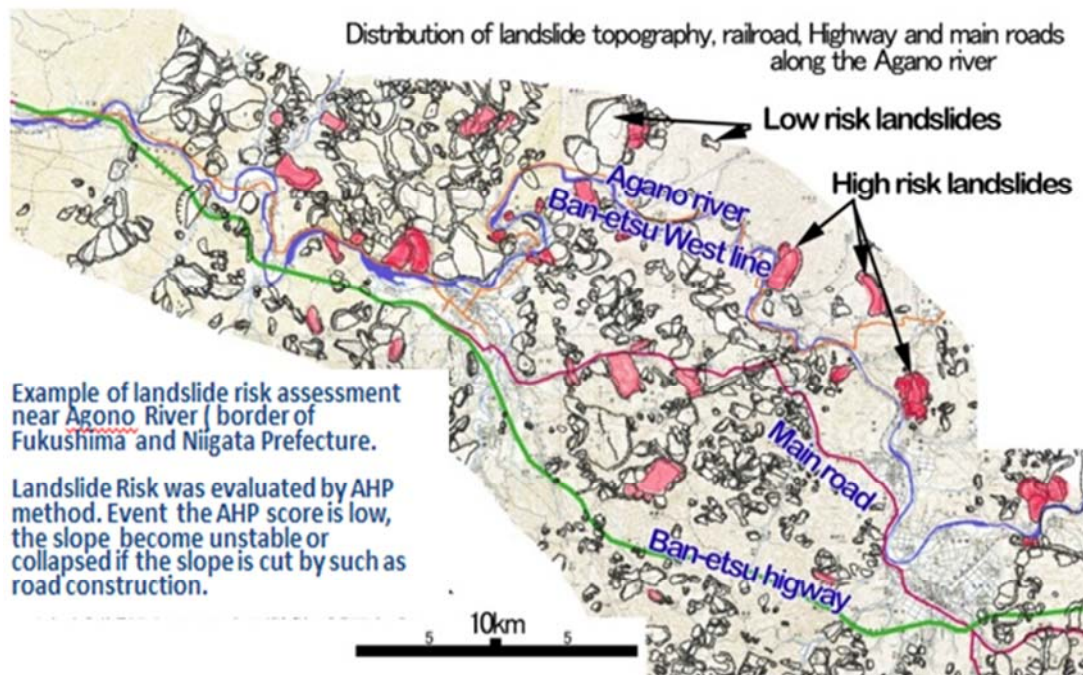 Distribution of landslide topography, railroad, Highway and main roads
along the Agano river
Low risk landslides
High risk landslides
Agano river
Ban-etsu West line
Example of landslide risk assessment
near Agono River ( border of
Fukushima and Niigata Prefecture.
Landslide Risk was evaluated by AHP
method. Event the AHP score is low,
the slope become unstable or
collapsed if the slope is cut by such as
road construction.
Main road
Ban-etsu higway
10km
5
5